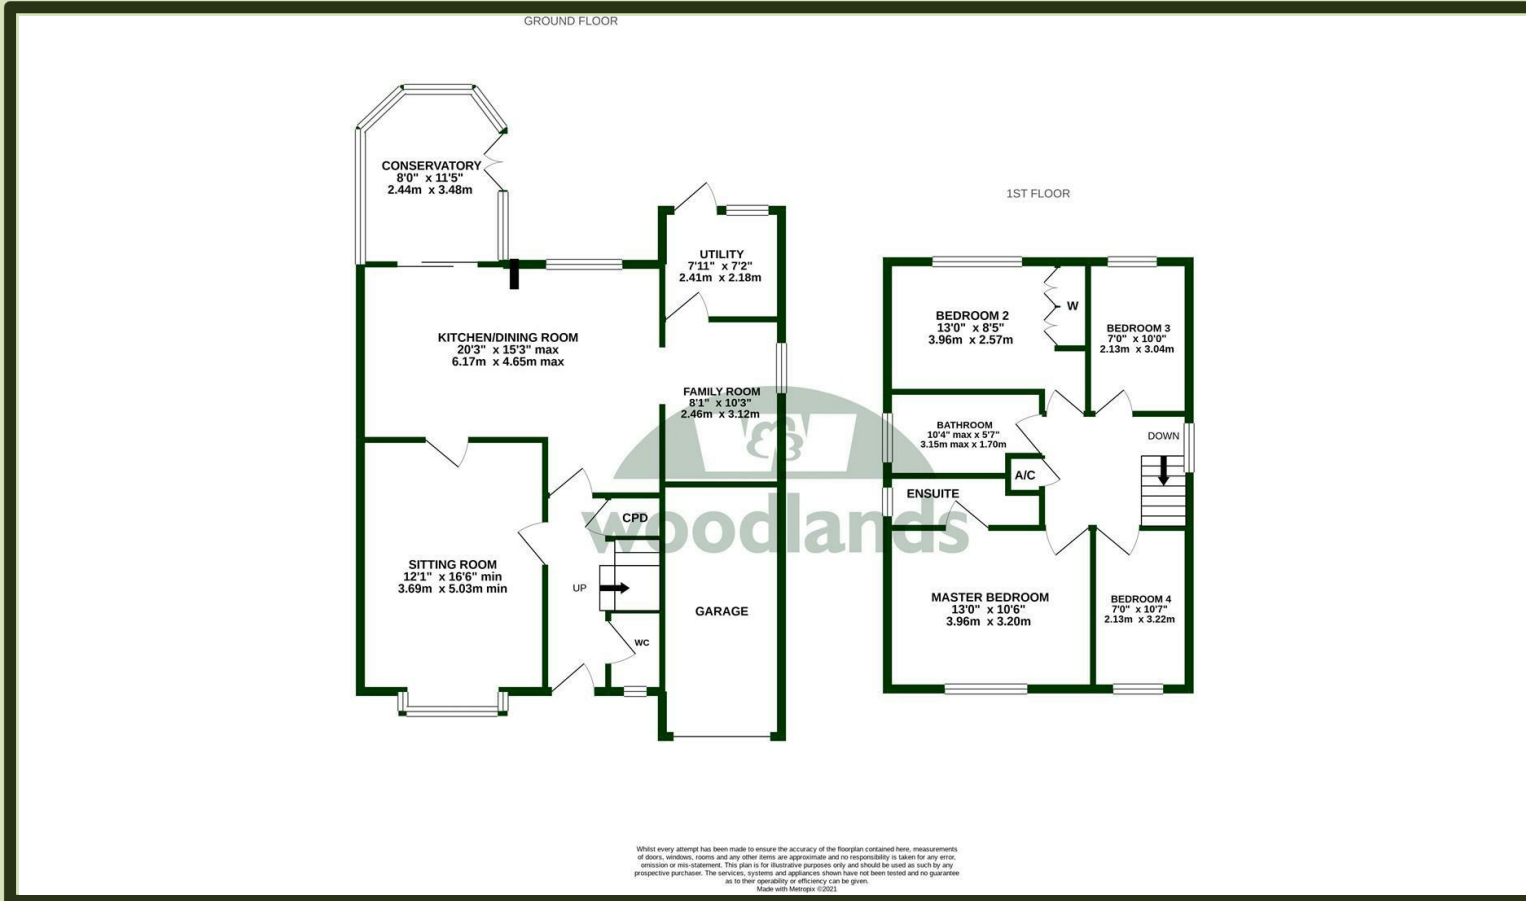 GROUND FLOOR
CONSERVATORY
8'0" x 11'5"
2.44m x 3.48m
UTILITY
7'11" x 7'2"
2.41m x 2.18m
KITCHEN/DINING ROOM
20'3" x 15'3" max
6.17m x 4.65m max
FAMILY ROOM
8'1" x 10'3"
2.46m x 3.12m
SITTING ROOM
12'1" x 16'6" min
3.69m x 5.03m min
CPD
UP
WC
GARAGE
woodlands
1ST FLOOR
BEDROOM 2
13'0" x 8'5"
3.96m x 2.57m
W
BEDROOM 3
7'0" x 10'0"
2.13m x 3.04m
BATHROOM
10'4" max x 5'7"
3.15m max x 1.70m
DOWN
A/C
ENSUITE
MASTER BEDROOM
13'0" x 10'6"
3.96m x 3.20m
BEDROOM 4
7'0" x 10'7"
2.13m x 3.22m
Whilst every attempt has been made to ensure the accuracy of the floorplan contained here, measurements
of doors, windows, rooms and any other items are approximate and no responsibility is taken for any error,
omission or mis-statement. This plan is for illustrative purposes only and should be used as such by any
prospective purchaser. The services, systems and appliances shown have not been tested and no guarantee
as to their operability or efficiency can be given.
Made with Metropix ©2021